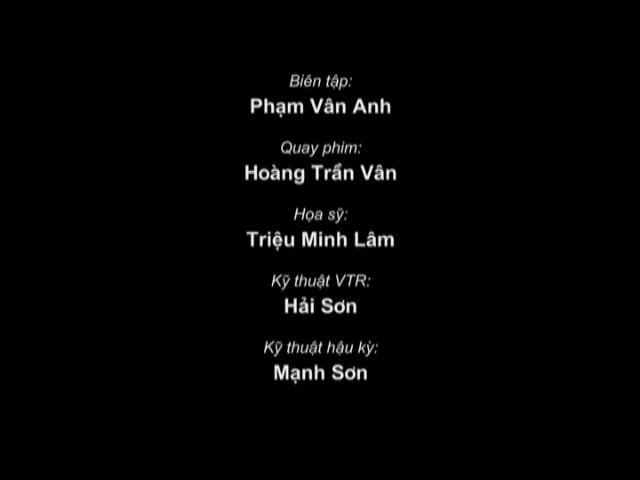 Biên tập:
Phạm Vân Anh
Quay phim:
Hoàng Trần Vân
Họa sỹ:
Triệu Minh Lâm
Kỹ thuật VTR:
Hải Sơn
Kỹ thuật hậu kỳ:
Mạnh Sơn